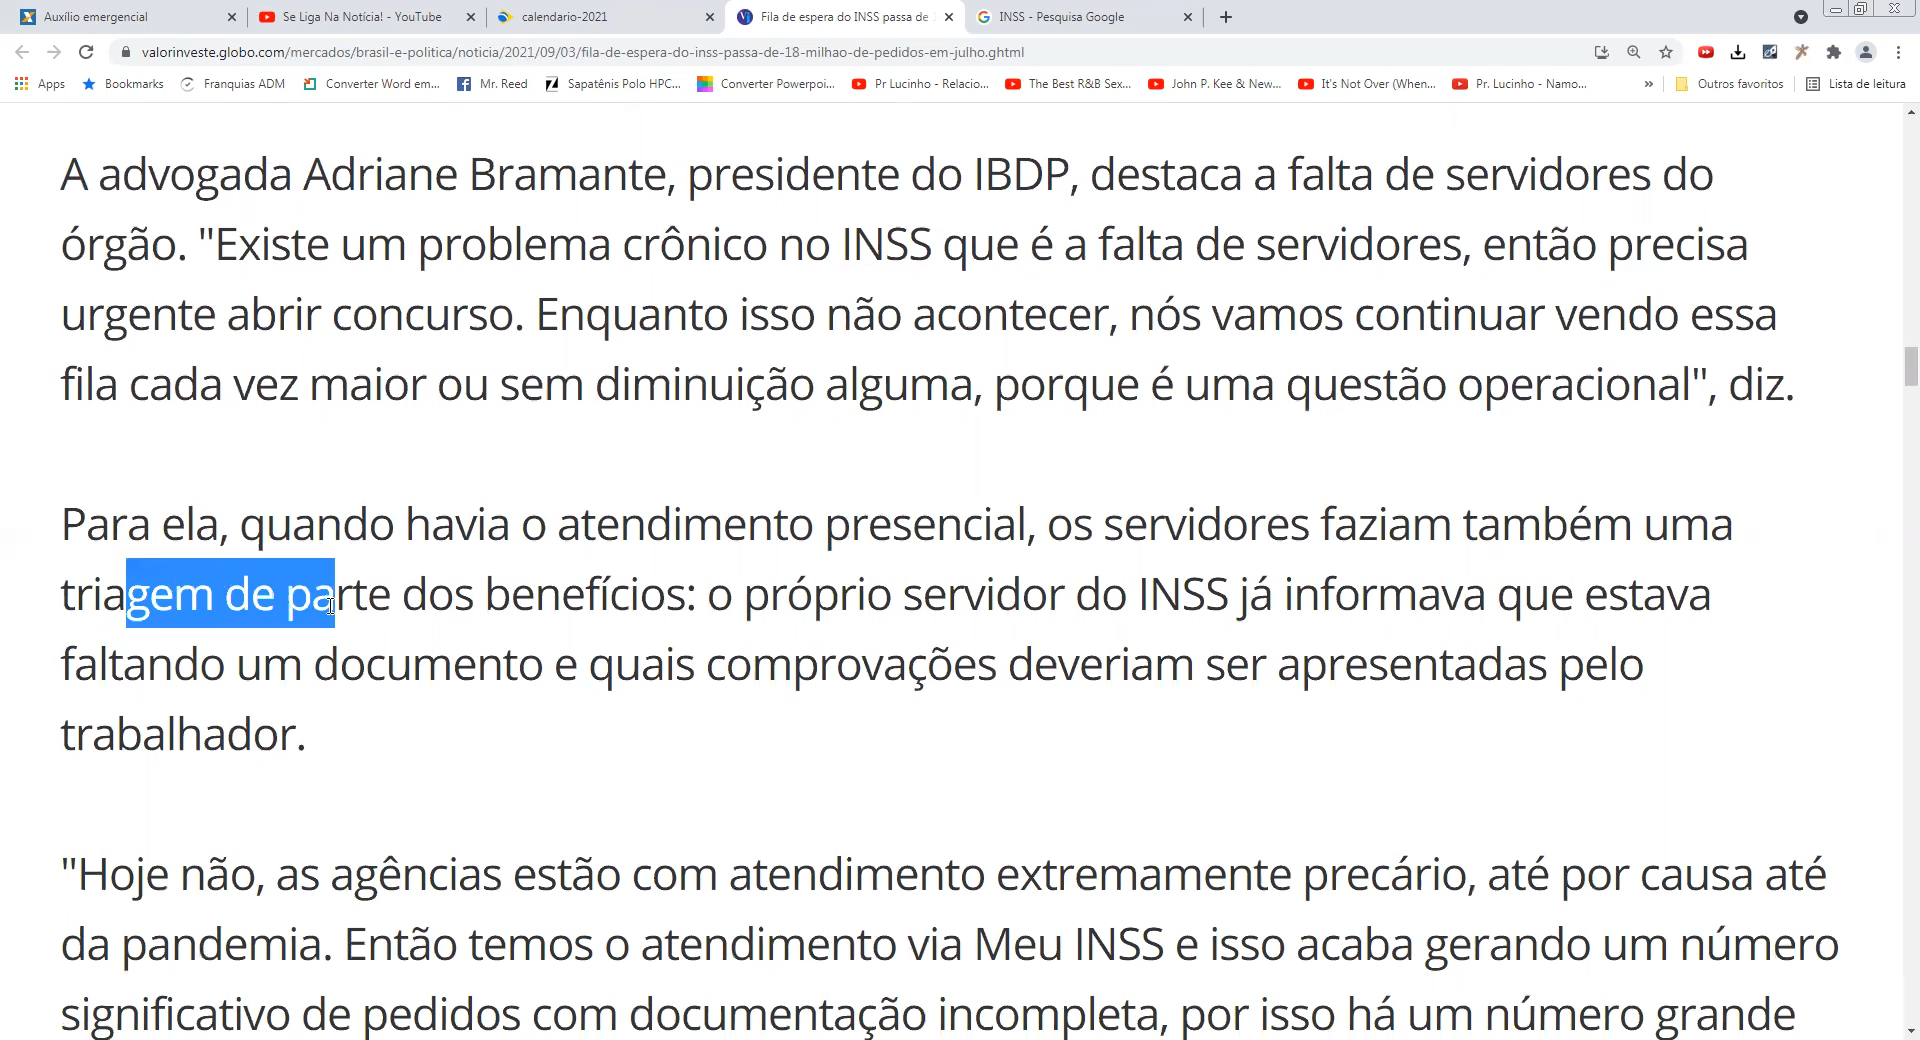 Auxílio emergencial
Se Liga Na Notícia! - YouTube
calendario-2021
Fila de espera do INSS passa de
INSS - Pesquisa Google
valorinveste.globo.com/mercados/brasil-e-politica/noticia/2021/09/03/fila-de-espera-do-inss-passa-de-18-milhao-de-pedidos-em-julho.ghtml
Apps
Bookmarks
Franquias ADM
Converter Word em...
Mr. Reed
Sapatênis Polo HPC...
Converter Powerpoi...
Pr Lucinho - Relacio...
The Best R&B Sex...
John P. Kee & New...
It's Not Over (When...
Pr. Lucinho - Namo...
»
Outros favoritos
Lista de leitura
A advogada Adriane Bramante, presidente do IBDP, destaca a falta de servidores do
órgão. "Existe um problema crônico no INSS que é a falta de servidores, então precisa
urgente abrir concurso. Enquanto isso não acontecer, nós vamos continuar vendo essa
fila cada vez maior ou sem diminuição alguma, porque é uma questão operacional", diz.
Para ela, quando havia o atendimento presencial, os servidores faziam também uma
triagem de parte dos benefícios: o próprio servidor do INSS já informava que estava
faltando um documento e quais comprovações deveriam ser apresentadas pelo
trabalhador.
"Hoje não, as agências estão com atendimento extremamente precário, até por causa até
da pandemia. Então temos o atendimento via Meu INSS e isso acaba gerando um número
significativo de pedidos com documentação incompleta, por isso há um número grande